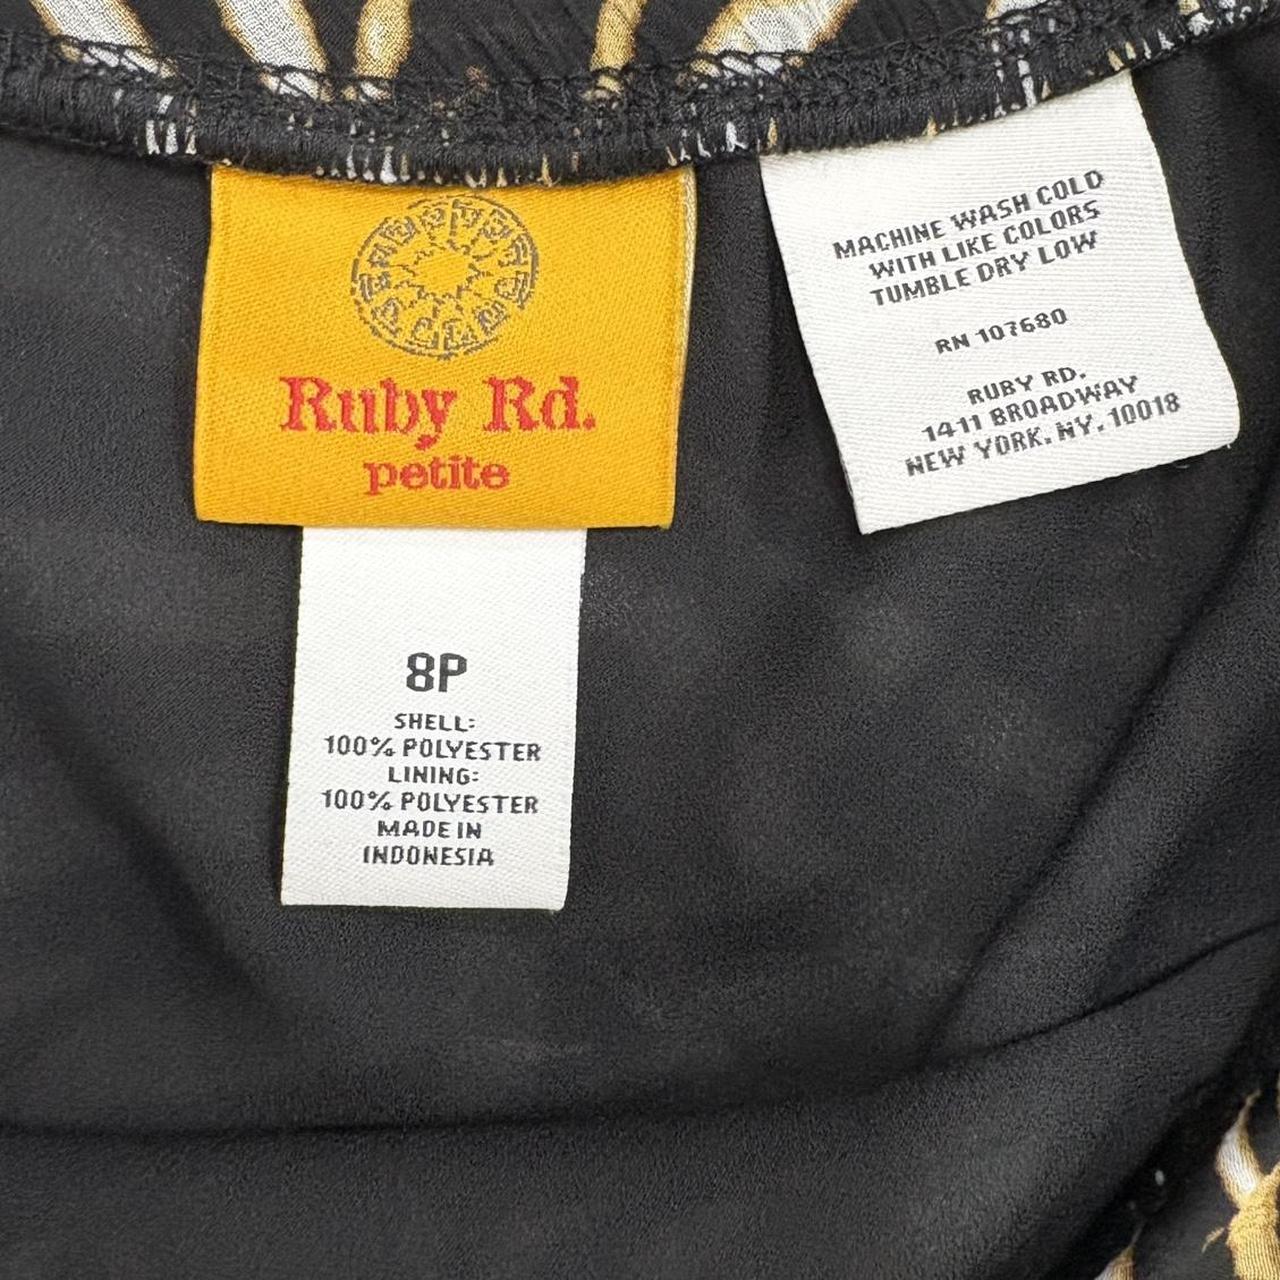 Ruby Rd.
petite
8P
SHELL:
100% POLYESTER
LINING:
100% POLYESTER
MADE IN
INDONESIA
MACHINE WASH COLD
WITH LIKE COLORS
TUMBLE DRY LOW
RN 107680
RUBY RD.
1411 BROADWAY
NEW YORK. NY. 10018